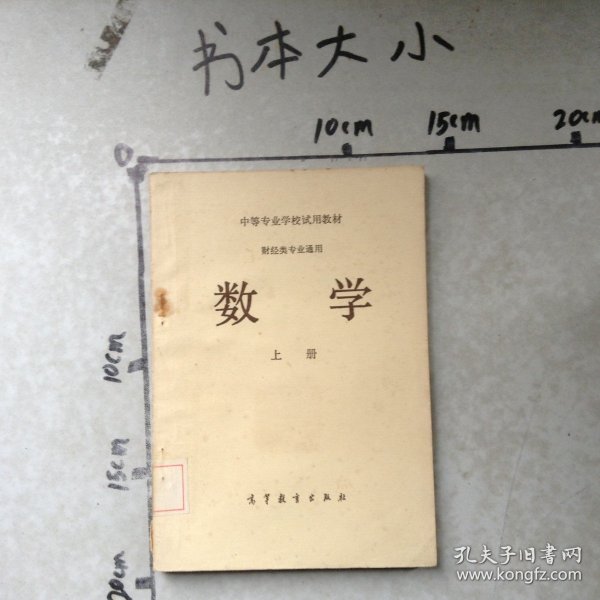 书本大小
10cm 15cm 20cm
0
中等专业学校试用教材
财经类专业通用
数 学
上 册
高等教育出版社
10cm
15cm
20cm
孔夫子旧书网
www.kongfz.com